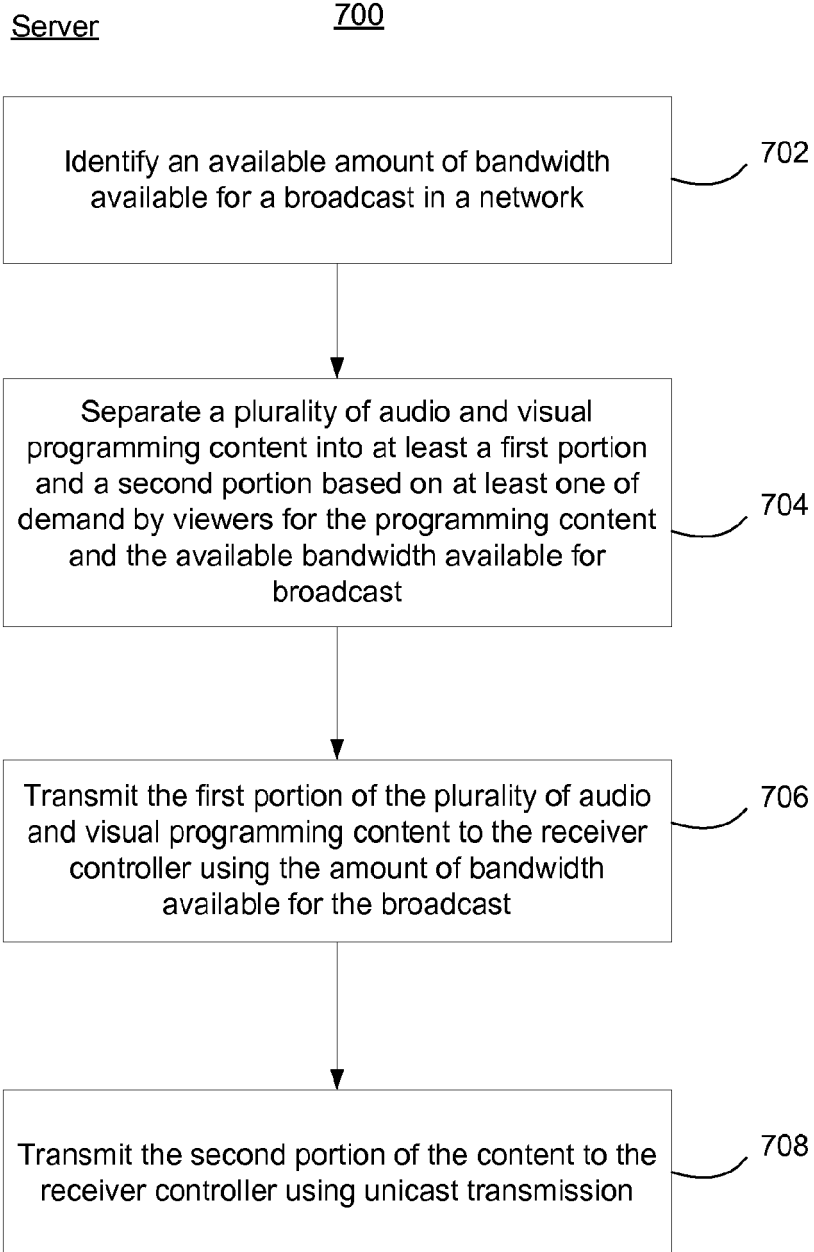 Server
700
Identify an available amount of bandwidth
available for a broadcast in a network
702
Separate a plurality of audio and visual
programming content into at least a first portion
and a second portion based on at least one of
demand by viewers for the programming content
and the available bandwidth available for
broadcast
704
Transmit the first portion of the plurality of audio
and visual programming content to the receiver
controller using the amount of bandwidth
available for the broadcast
706
Transmit the second portion of the content to the
receiver controller using unicast transmission
708